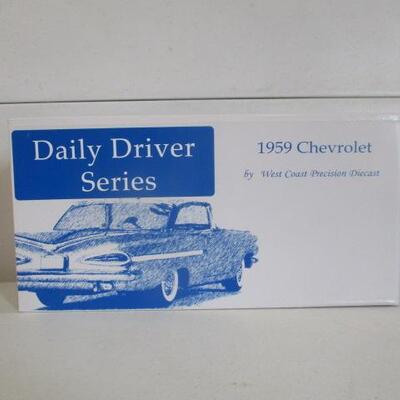 Daily Driver
Series
1959 Chevrolet
by West Coast Precision Diecast